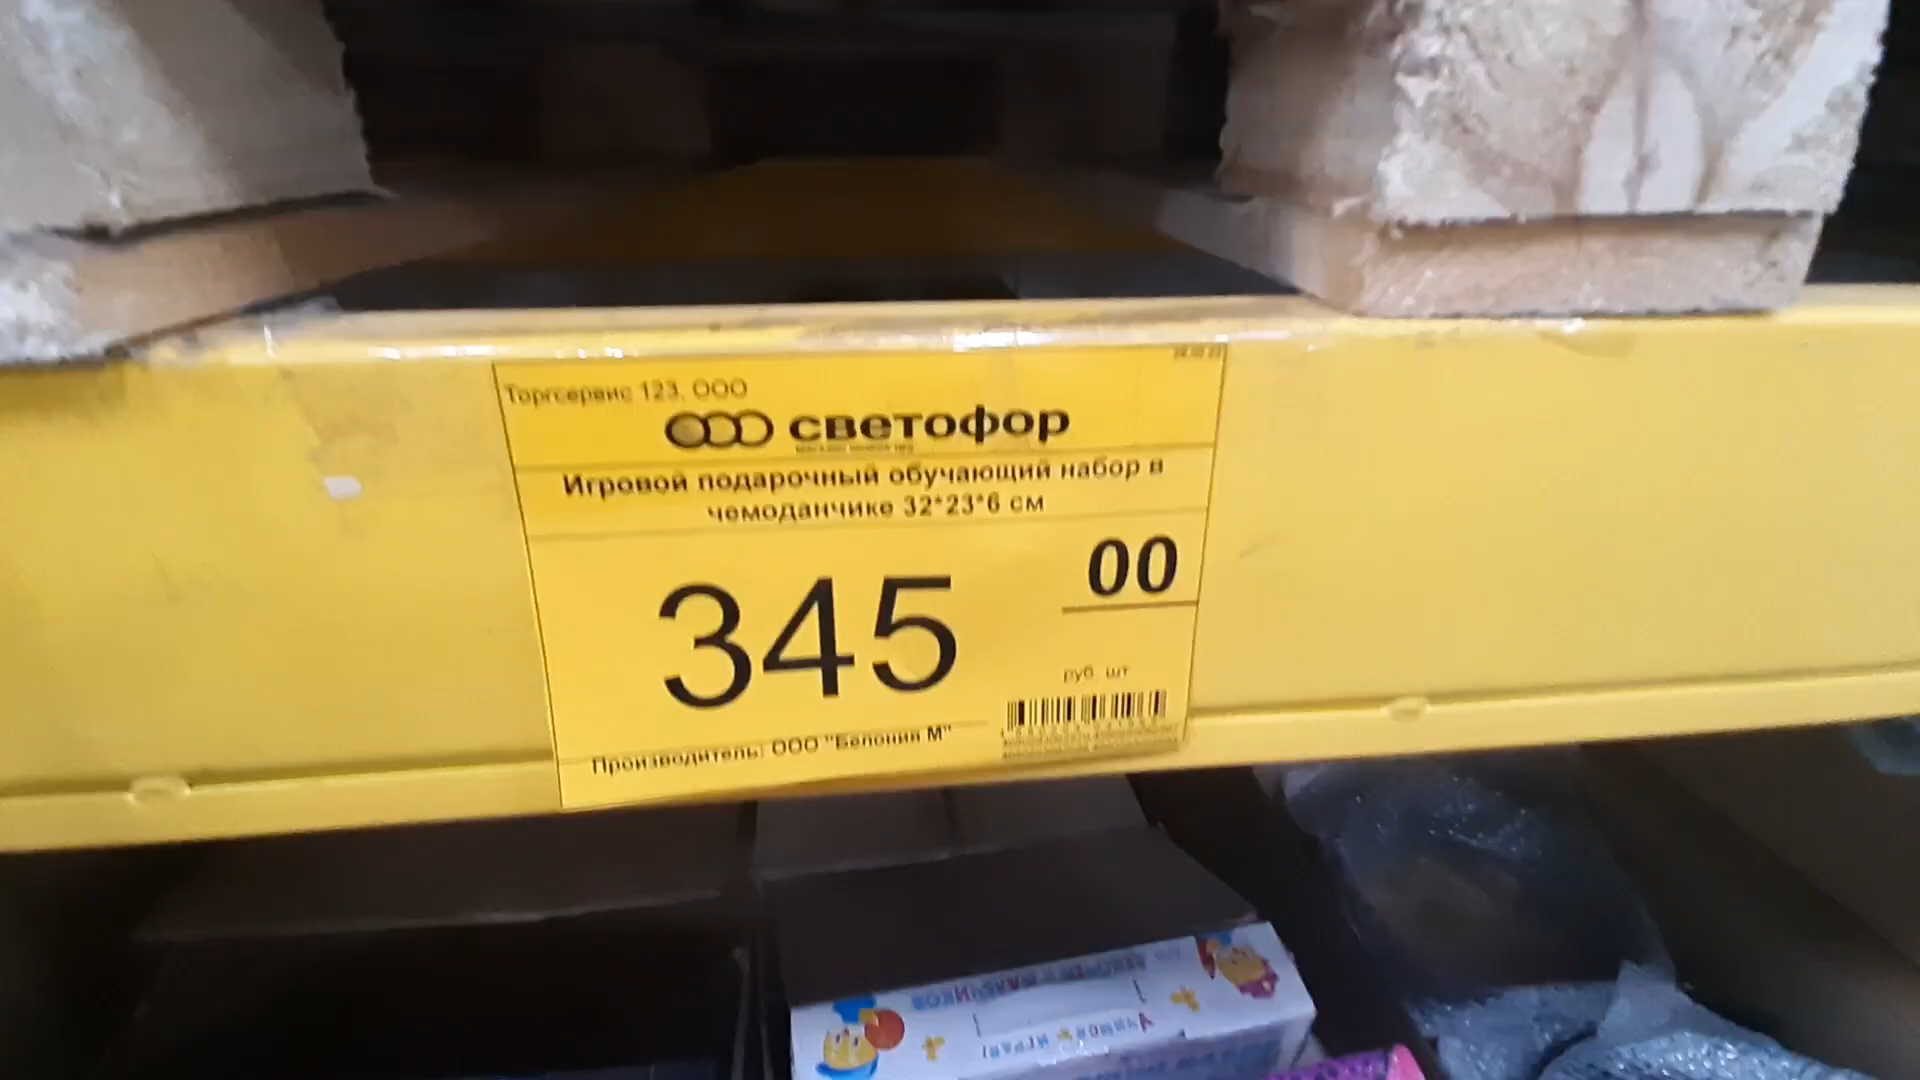 Торгсервис 123, ООО
светофор
Игровой подарочный обучающий набор в
чемоданчике 32*23*6 см
345 00
руб. шт
Производитель: ООО "Белония М"